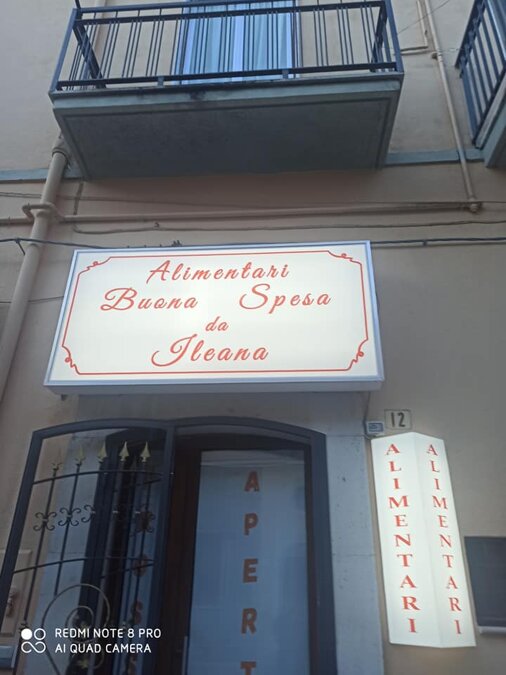 Alimentari
Buona Spesa
da
Ileana
12
ALIMENTARI
ALIMENTARI
APERT
REDMI NOTE 8 PRO
AI QUAD CAMERA